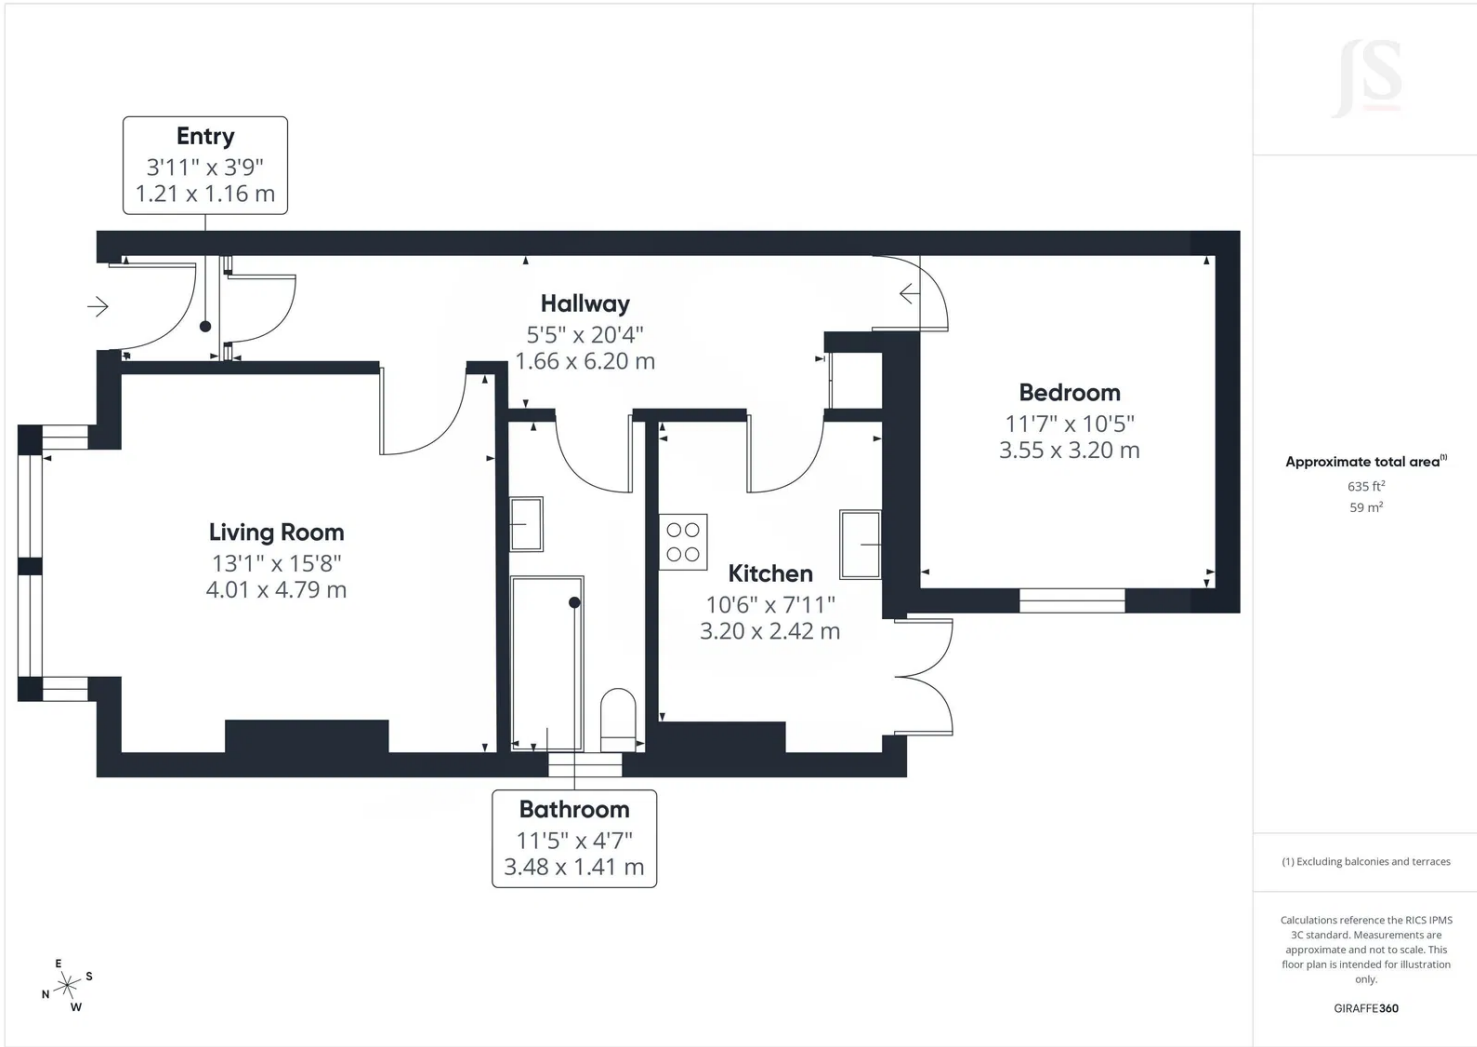 JS
Entry
3'11" x 3'9"
1.21 x 1.16 m
Hallway
5'5" x 20'4"
1.66 x 6.20 m
Bedroom
11'7" x 10'5"
3.55 x 3.20 m
Living Room
13'1" x 15'8"
4.01 x 4.79 m
Kitchen
10'6" x 7'11"
3.20 x 2.42 m
Bathroom
11'5" x 4'7"
3.48 x 1.41 m
E
S
N
W
Approximate total area(1)
635 ft²
59 m²
(1) Excluding balconies and terraces
Calculations reference the RICS IPMS
3C standard. Measurements are
approximate and not to scale. This
floor plan is intended for illustration
only.
GIRAFFE360